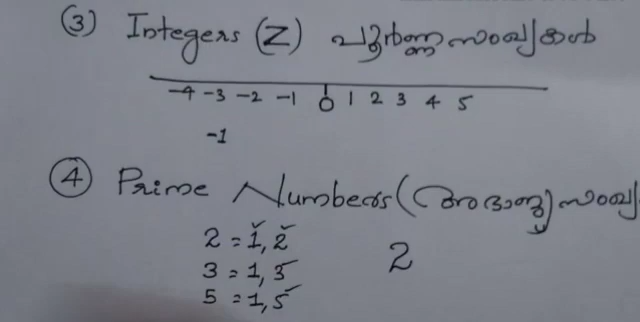 (3) Integers (Z) പൂർണ്ണസംഖ്യകൾ
-4 -3 -2 -1 0 1 2 3 4 5
-1
(4) Prime Numbers (അഭാജ്യസംഖ്യ
2 = 1, 2
2
3 = 1, 3
5 = 1, 5